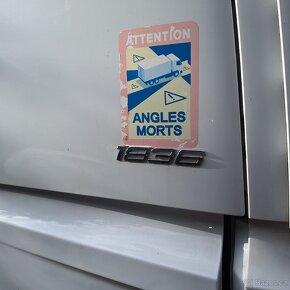 ATTENTION
ANGLES
MORTS
1836